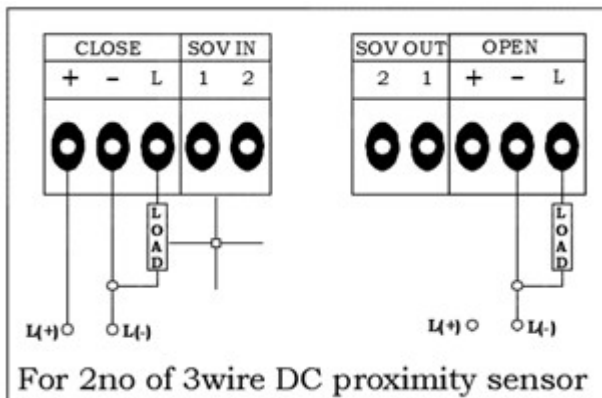 CLOSE SOV IN
+ - L 1 2
SOV OUT OPEN
2 1 + - L
LOAD
LOAD
L(+) L(-)
L(+) L(-)
For 2no of 3wire DC proximity sensor